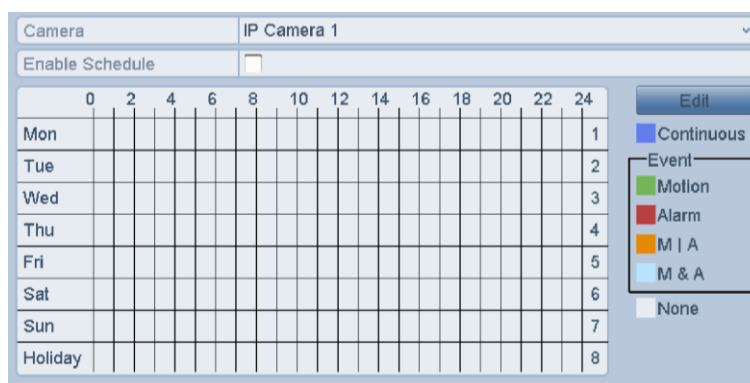 Camera IP Camera 1
Enable Schedule
0 2 4 6 8 10 12 14 16 18 20 22 24 Edit
Mon 1 Continuous
Tue 2 Event
Wed 3 Motion
Thu 4 Alarm
Fri 5 M | A
Sat 6 M & A
Sun 7 None
Holiday 8